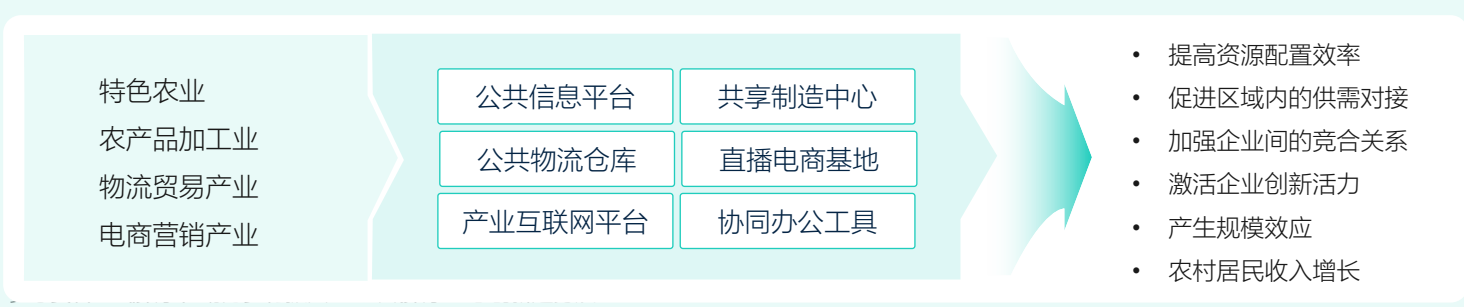 特色农业
农产品加工业
物流贸易产业
电商营销产业
公共信息平台
共享制造中心
公共物流仓库
直播电商基地
产业互联网平台
协同办公工具
• 提高资源配置效率
• 促进区域内的供需对接
• 加强企业间的竞合关系
• 激活企业创新活力
• 产生规模效应
• 农村居民收入增长